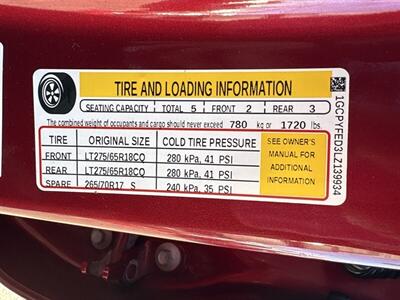 TIRE AND LOADING INFORMATION
SEATING CAPACITY TOTAL 5 FRONT 2 REAR 3
The combined weight of occupants and cargo should never exceed 780 kg or 1720 lbs.
TIRE ORIGINAL SIZE COLD TIRE PRESSURE
FRONT LT275/65R18CQ 280 kPa, 41 PSI
REAR LT275/65R18CQ 280 kPa, 41 PSI
SPARE 265/70R17 S 240 kPa, 35 PSI
SEE OWNER'S
MANUAL FOR
ADDITIONAL
INFORMATION
1GCPYFED3LZ139934